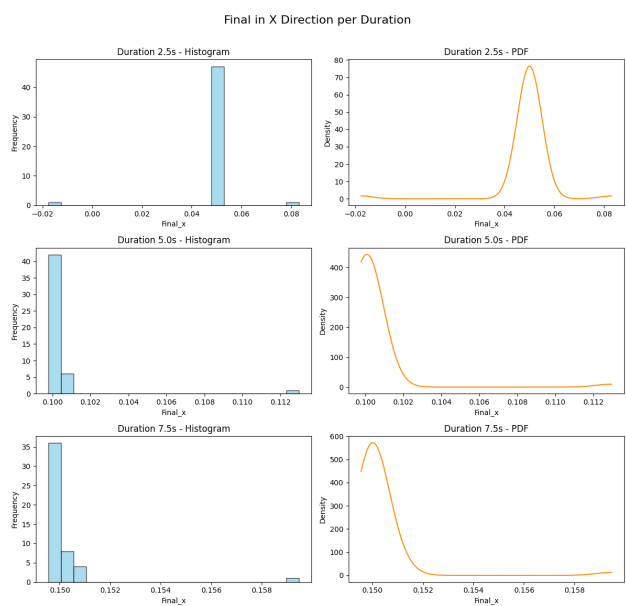 Final in X Direction per Duration
Duration 2.5s - Histogram
Frequency
40
30
20
10
0
−0.02 0.00 0.02 0.04 0.06 0.08
Final_x
Duration 2.5s - PDF
Density
80
70
60
50
40
30
20
10
0
−0.02 0.00 0.02 0.04 0.06 0.08
Final_x
Duration 5.0s - Histogram
Frequency
40
35
30
25
20
15
10
5
0
0.100 0.102 0.104 0.106 0.108 0.110 0.112
Final_x
Duration 5.0s - PDF
Density
400
300
200
100
0
0.100 0.102 0.104 0.106 0.108 0.110 0.112
Final_x
Duration 7.5s - Histogram
Frequency
35
30
25
20
15
10
5
0
0.150 0.152 0.154 0.156 0.158
Final_x
Duration 7.5s - PDF
Density
600
500
400
300
200
100
0
0.150 0.152 0.154 0.156 0.158
Final_x